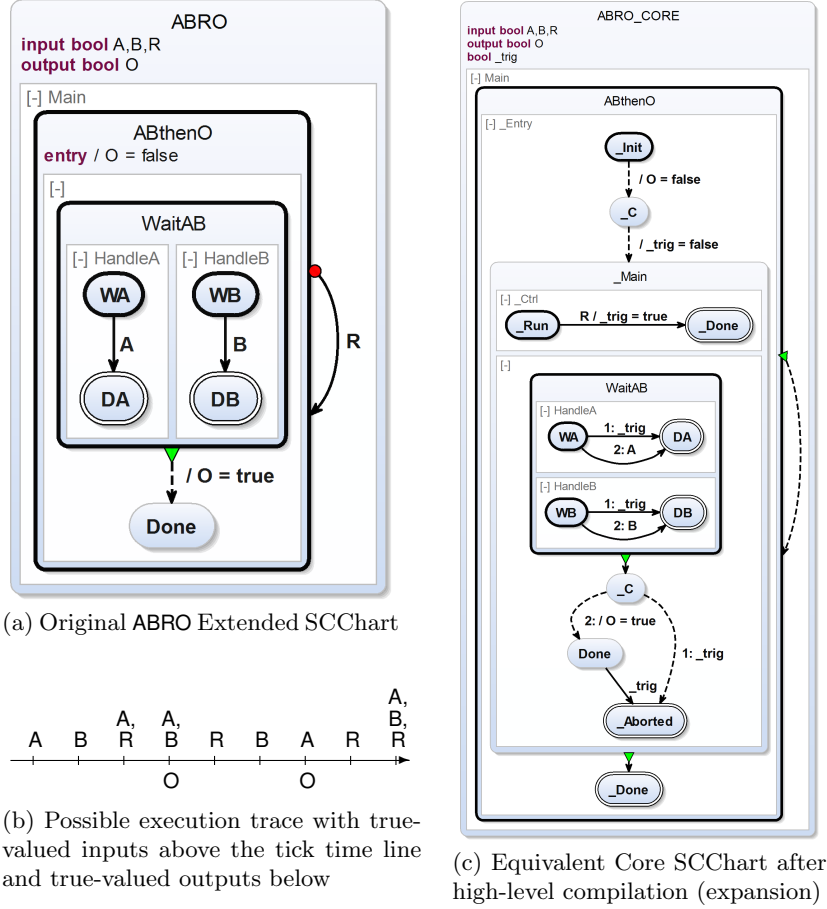 ABRO
input bool A,B,R
output bool O
[-] Main
ABthenO
entry / O = false
[-]
WaitAB
[-] HandleA
[-] HandleB
WA
WB
A
B
R
DA
DB
/ O = true
Done
(a) Original ABRO Extended SCChart
A
B
A,
R
A,
B
R
B
A
R
A,
B,
R
O
O
(b) Possible execution trace with true-
valued inputs above the tick time line
and true-valued outputs below
ABRO_CORE
input bool A,B,R
output bool O
bool _trig
[-] Main
ABthenO
[-] _Entry
_Init
/ O = false
_C
/ _trig = false
_Main
[-] _Ctrl
_Run
R / _trig = true
_Done
[-]
WaitAB
[-] HandleA
WA
1: _trig
DA
2: A
[-] HandleB
WB
1: _trig
DB
2: B
_C
2: / O = true
Done
1: _trig
_trig
_Aborted
_Done
(c) Equivalent Core SCChart after
high-level compilation (expansion)